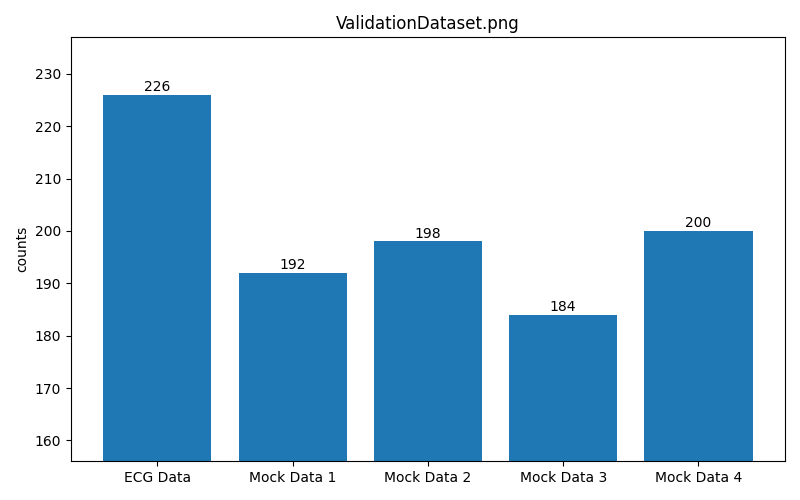 ValidationDataset.png
counts
230
220
210
200
190
180
170
160
226
192
198
184
200
ECG Data
Mock Data 1
Mock Data 2
Mock Data 3
Mock Data 4